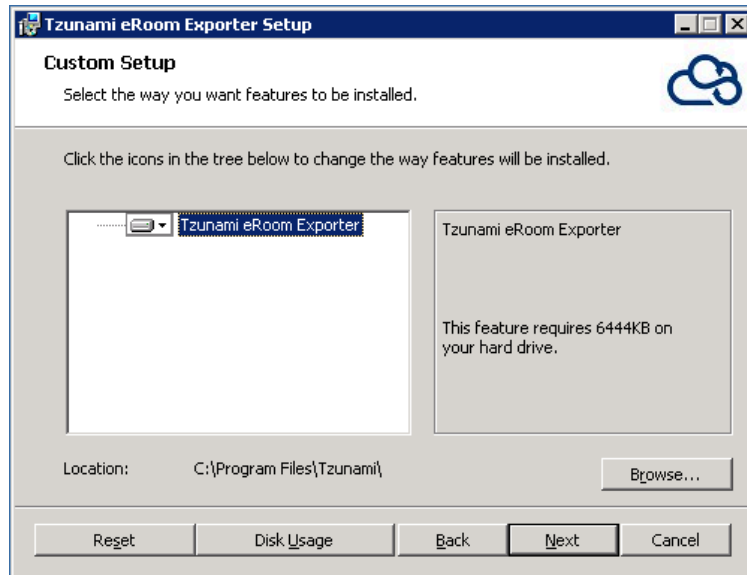 Tzunami eRoom Exporter Setup
Custom Setup
Select the way you want features to be installed.
Click the icons in the tree below to change the way features will be installed.
Tzunami eRoom Exporter
Tzunami eRoom Exporter
This feature requires 6444KB on
your hard drive.
Location: C:\Program Files\Tzunami\
Browse...
Reset Disk Usage Back Next Cancel